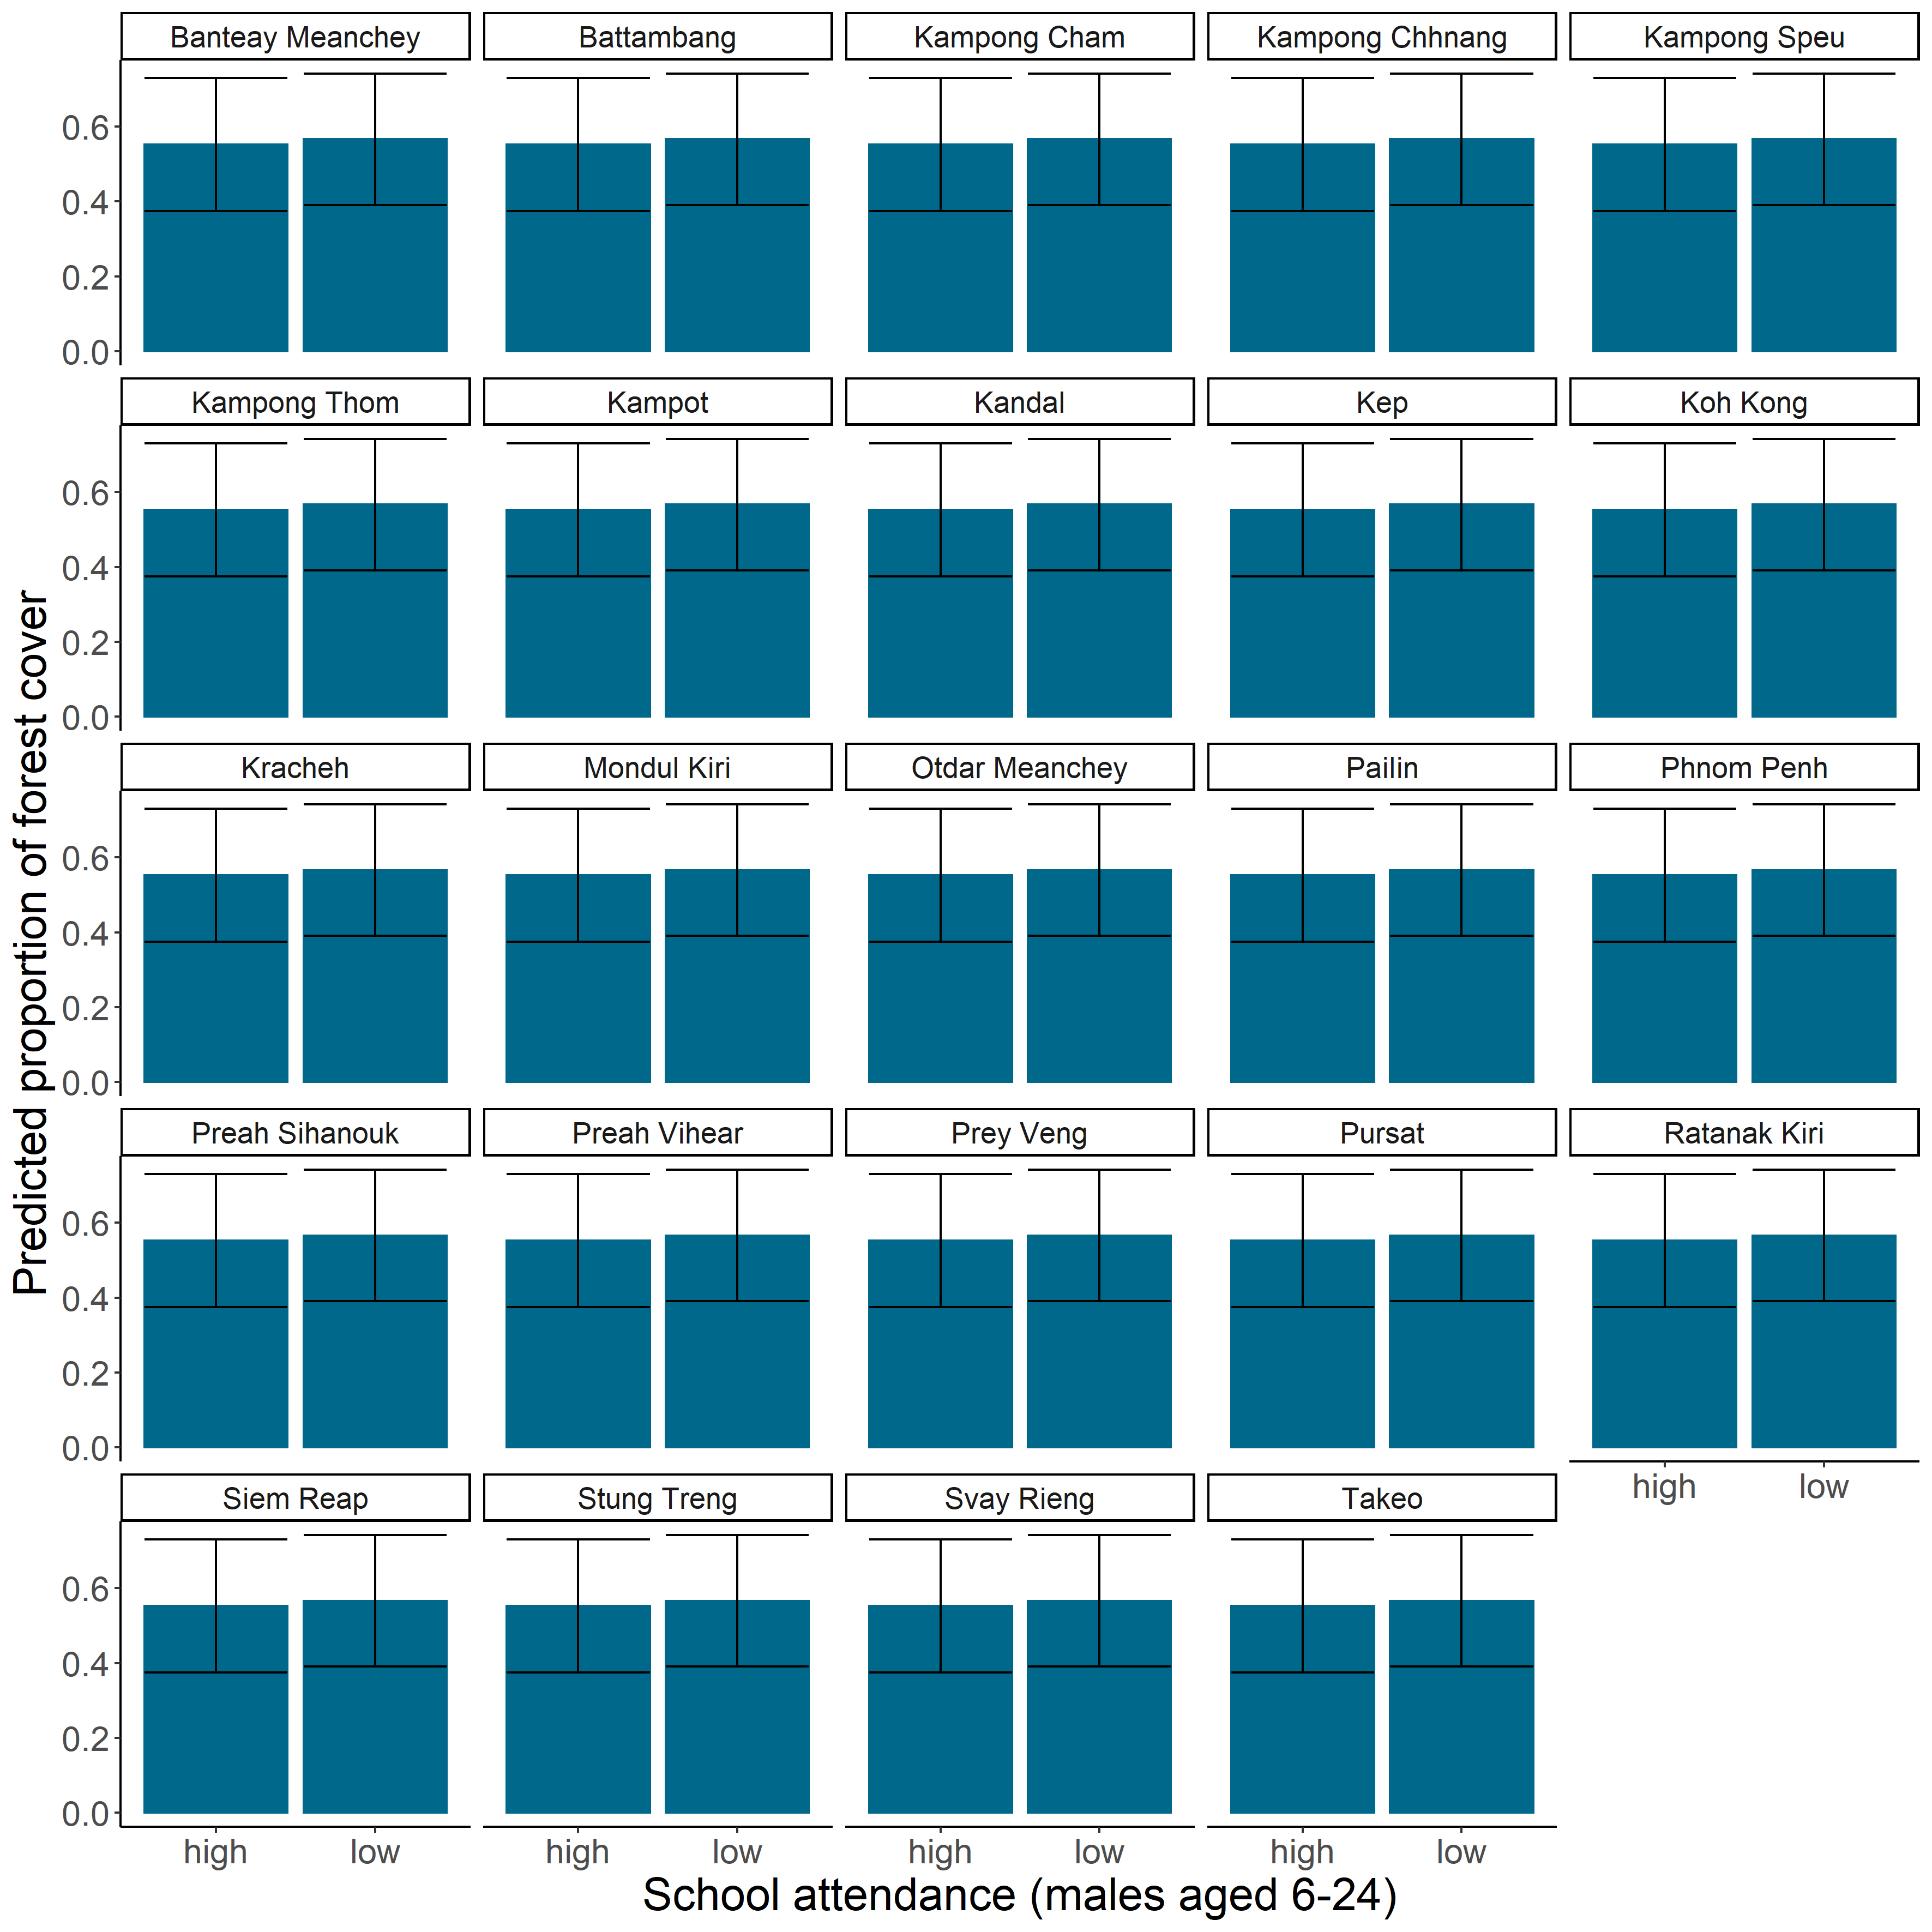 Predicted proportion of forest cover
Banteay Meanchey Battambang Kampong Cham Kampong Chhnang Kampong Speu
0.6
0.4
0.2
0.0
Kampong Thom Kampot Kandal Kep Koh Kong
0.6
0.4
0.2
0.0
Kracheh Mondul Kiri Otdar Meanchey Pailin Phnom Penh
0.6
0.4
0.2
0.0
Preah Sihanouk Preah Vihear Prey Veng Pursat Ratanak Kiri
0.6
0.4
0.2
0.0
high low
Siem Reap Stung Treng Svay Rieng Takeo
0.6
0.4
0.2
0.0
high low high low high low high low
School attendance (males aged 6-24)